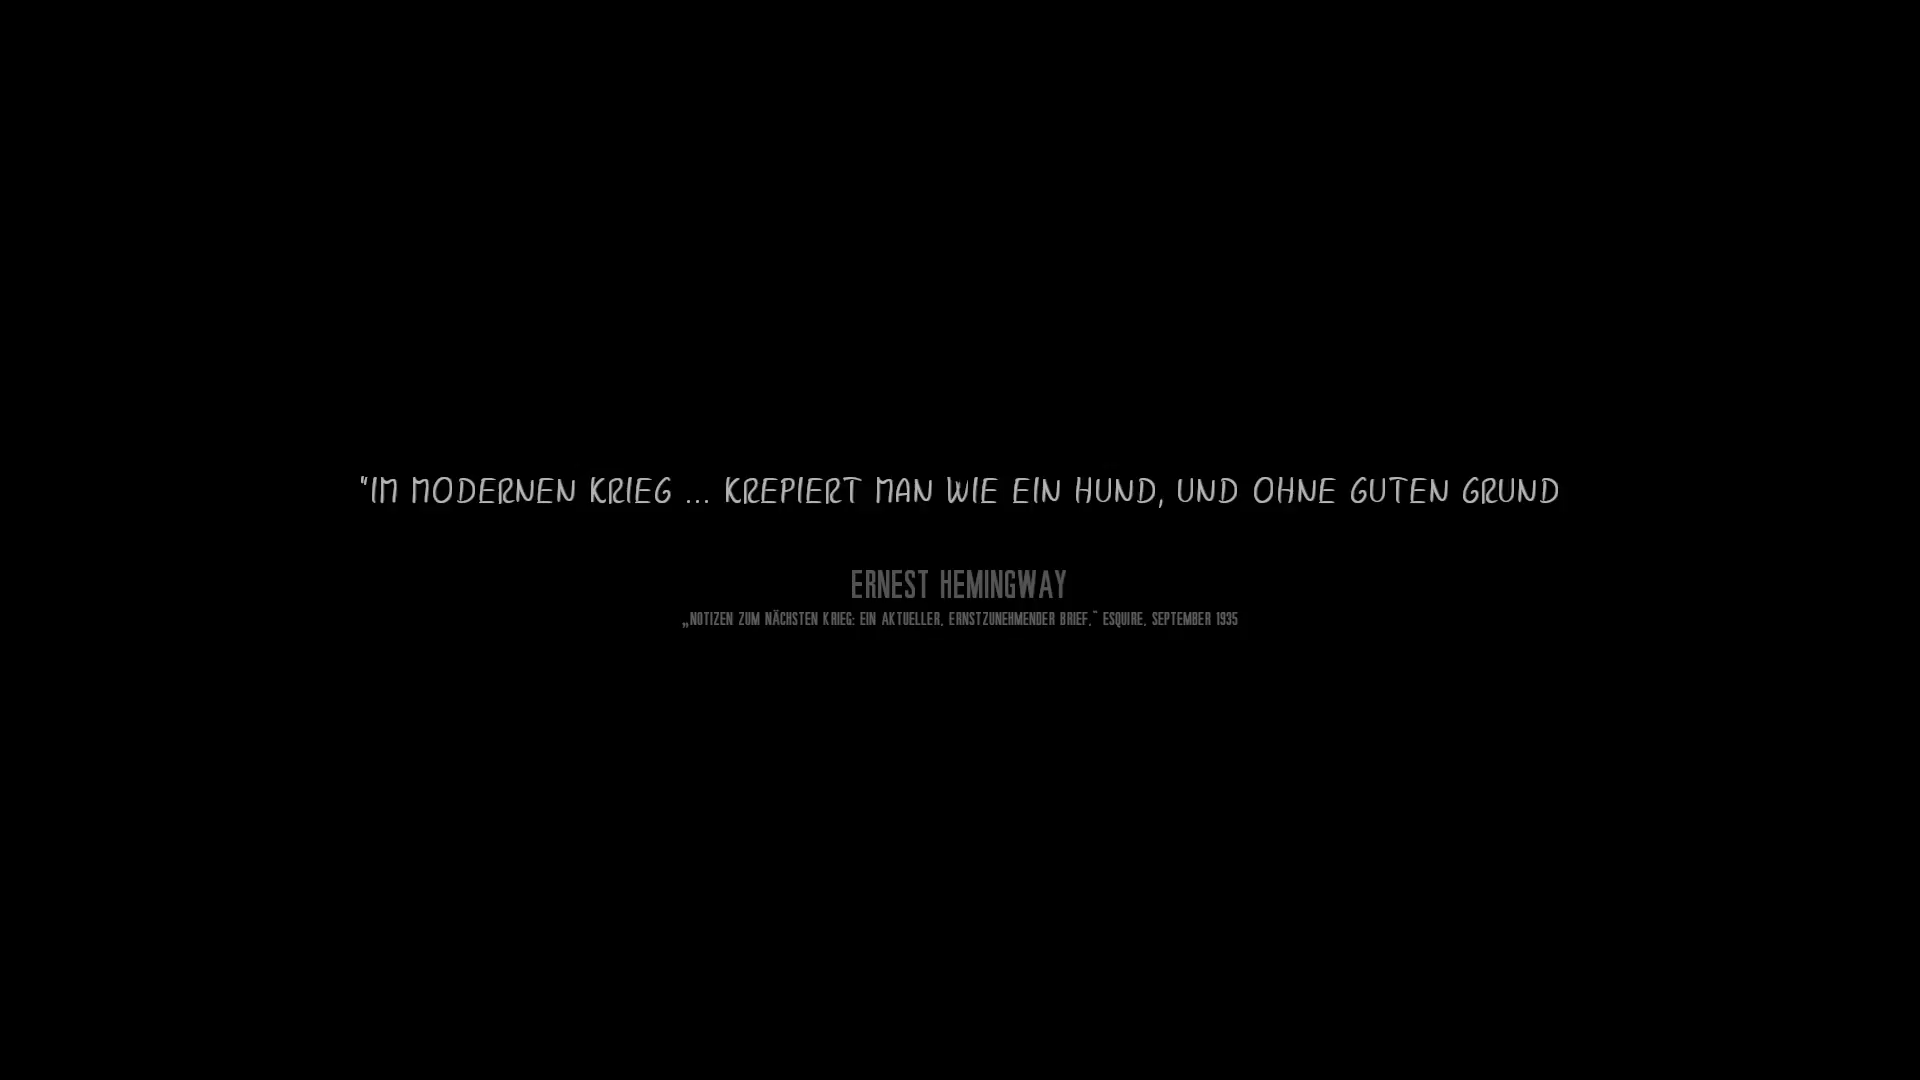 "IM MODERNEN KRIEG ... KREPIERT MAN WIE EIN HUND, UND OHNE GUTEN GRUND
ERNEST HEMINGWAY
„NOTIZEN ZUM NÄCHSTEN KRIEG: EIN AKTUELLER, ERNSTZUNEHMENDER BRIEF,“ ESQUIRE, SEPTEMBER 1935